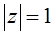 |z| = 1